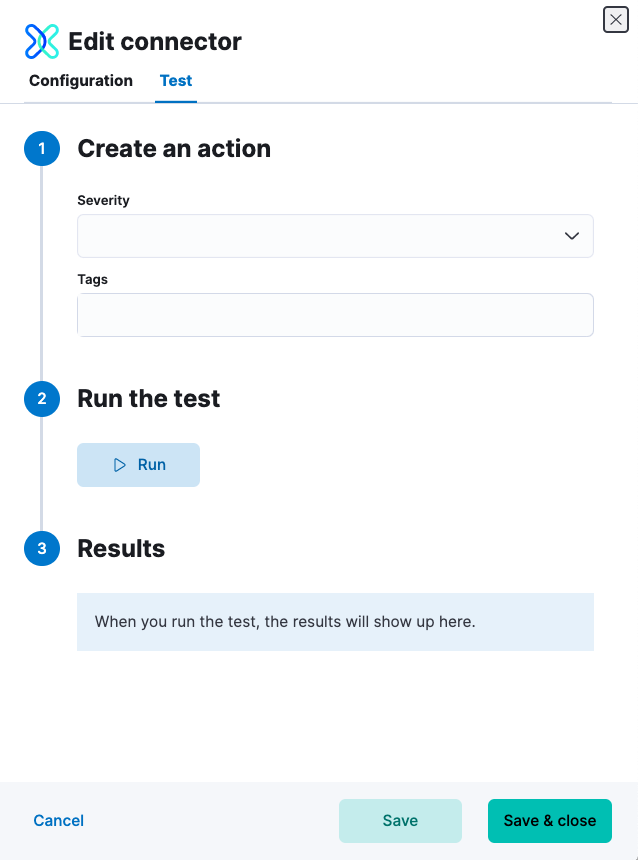 Edit connector
Configuration Test
1 Create an action
Severity
Tags
2 Run the test
Run
3 Results
When you run the test, the results will show up here.
Cancel Save Save & close